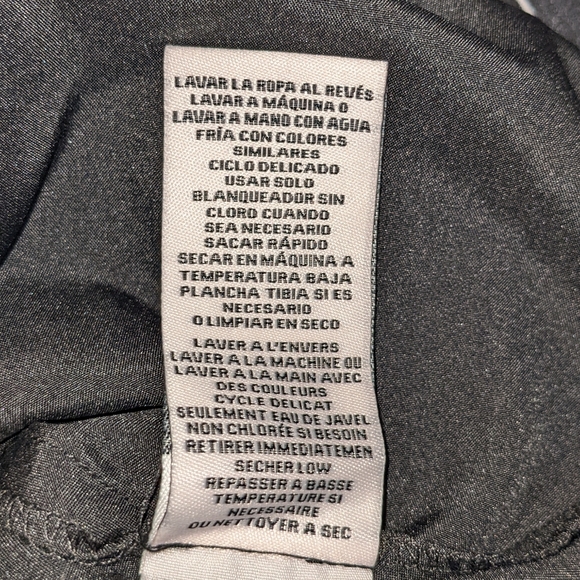 LAVAR LA ROPA AL REVÉS
LAVAR A MÁQUINA O
LAVAR A MANO CON AGUA
FRÍA CON COLORES
SIMILARES
CICLO DELICADO
USAR SOLO
BLANQUEADOR SIN
CLORO CUANDO
SEA NECESARIO
SACAR RÁPIDO
SECAR EN MÁQUINA A
TEMPERATURA BAJA
PLANCHA TIBIA SI ES
NECESARIO
O LIMPIAR EN SECO
LAVER A L'ENVERS
LAVER A LA MACHINE OU
LAVER A LA MAIN AVEC
DES COULEURS
CYCLE DELICAT
SEULEMENT EAU DE JAVEL
NON CHLORÉE SI BESOIN
RETIRER IMMEDIATEMEN
SECHER LOW
REPASSER A BASSE
TEMPERATURE SI
NECESSAIRE
OU NETTOYER A SEC